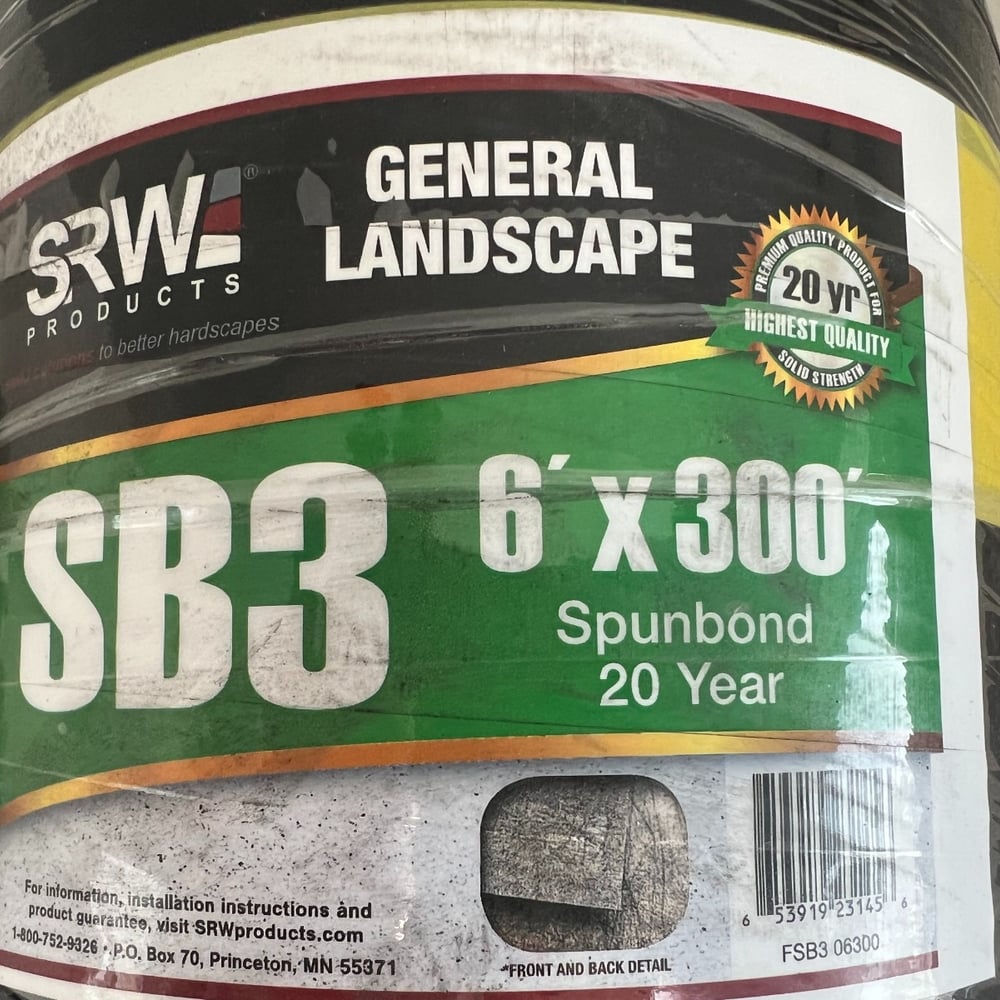 SRW®
PRODUCTS
to better hardscapes
GENERAL
LANDSCAPE
PREMIUM QUALITY PRODUCT FOR
20 yr
HIGHEST QUALITY
SOLID STRENGTH
SB3
6' x 300'
Spunbond
20 Year
For information, installation instructions and
product guarantee, visit SRWproducts.com
1-800-752-9326 • P.O. Box 70, Princeton, MN 55371
*FRONT AND BACK DETAIL
6 53919 23145 6
FSB3 06300